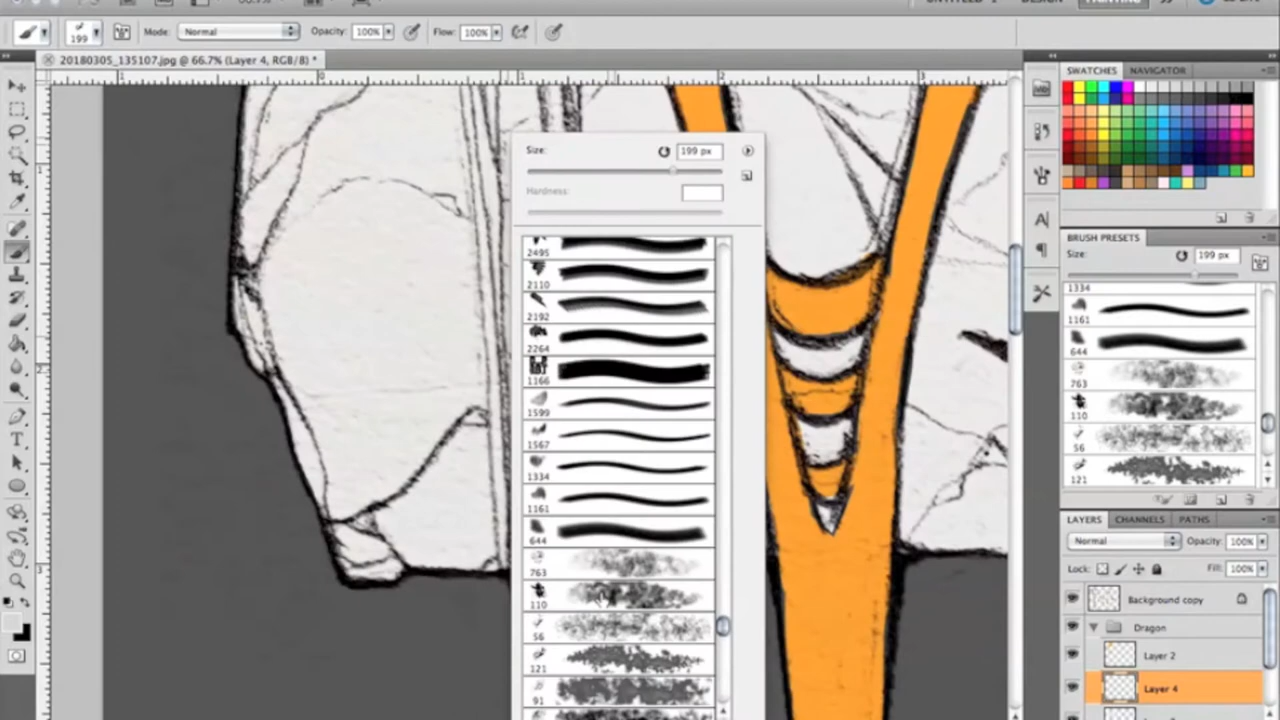 DESIGN
199
Mode:
Normal
Opacity: 100%
Flow: 100%
20180305_135107.jpg @ 66.7% (Layer 4, RGB/8) *
Size:
199 px
Hardness:
2495
2110
2192
2264
1166
1599
1567
1334
1161
644
763
110
56
121
91
SWATCHES
NAVIGATOR
BRUSH PRESETS
Size:
199 px
1334
1161
644
763
110
56
121
LAYERS
CHANNELS
PATHS
Normal
Opacity: 100%
Lock:
Fill: 100%
Background copy
Dragon
Layer 2
Layer 4